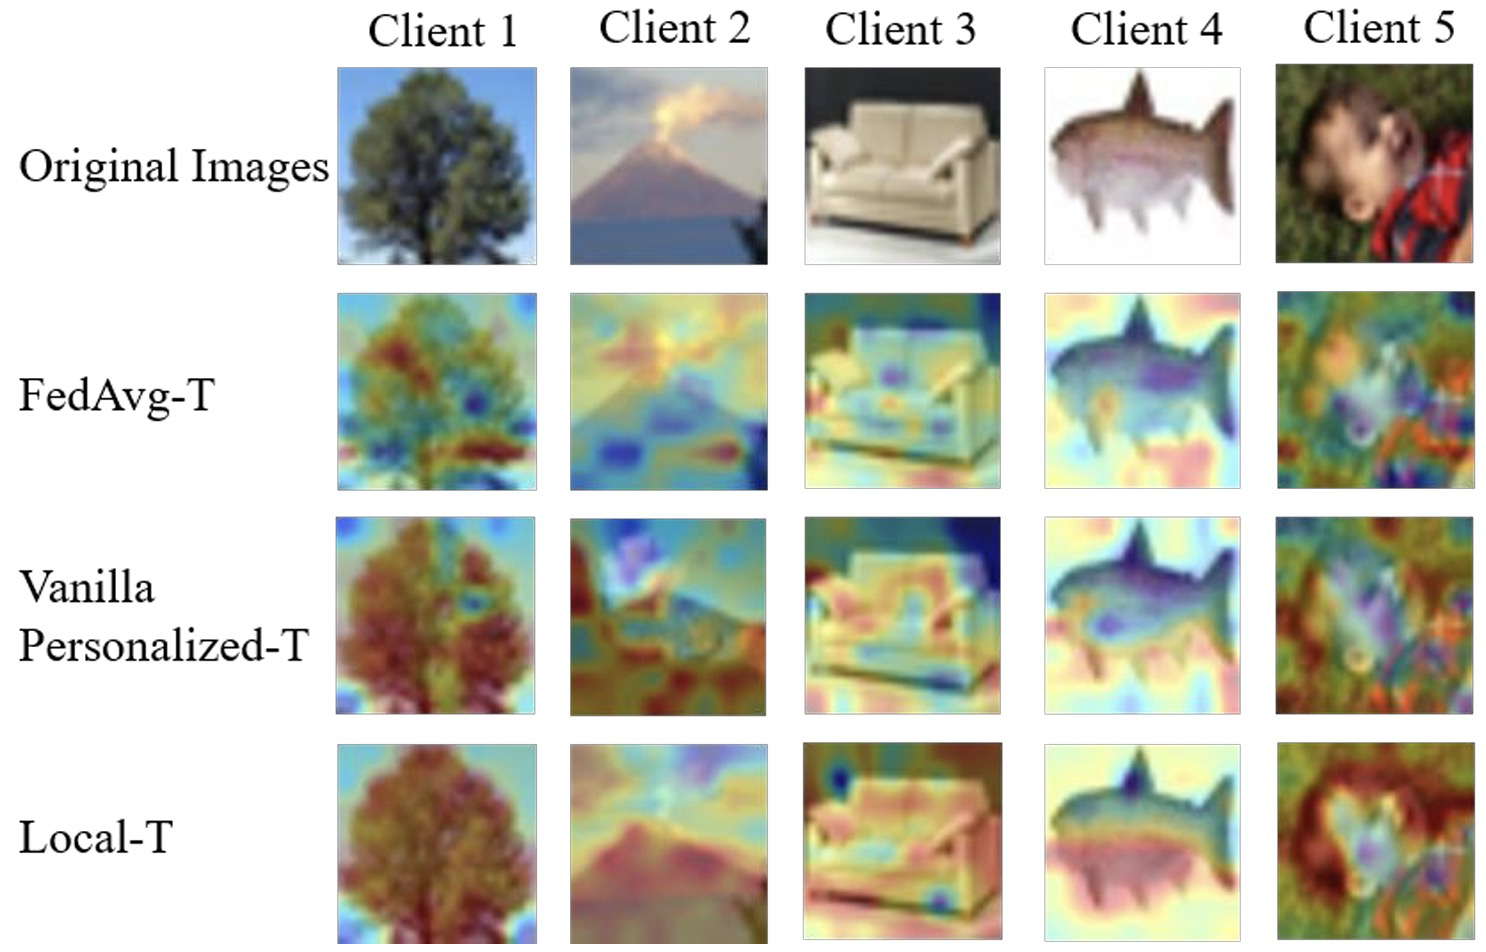 Client 1 Client 2 Client 3 Client 4 Client 5
Original Images
FedAvg-T
Vanilla
Personalized-T
Local-T